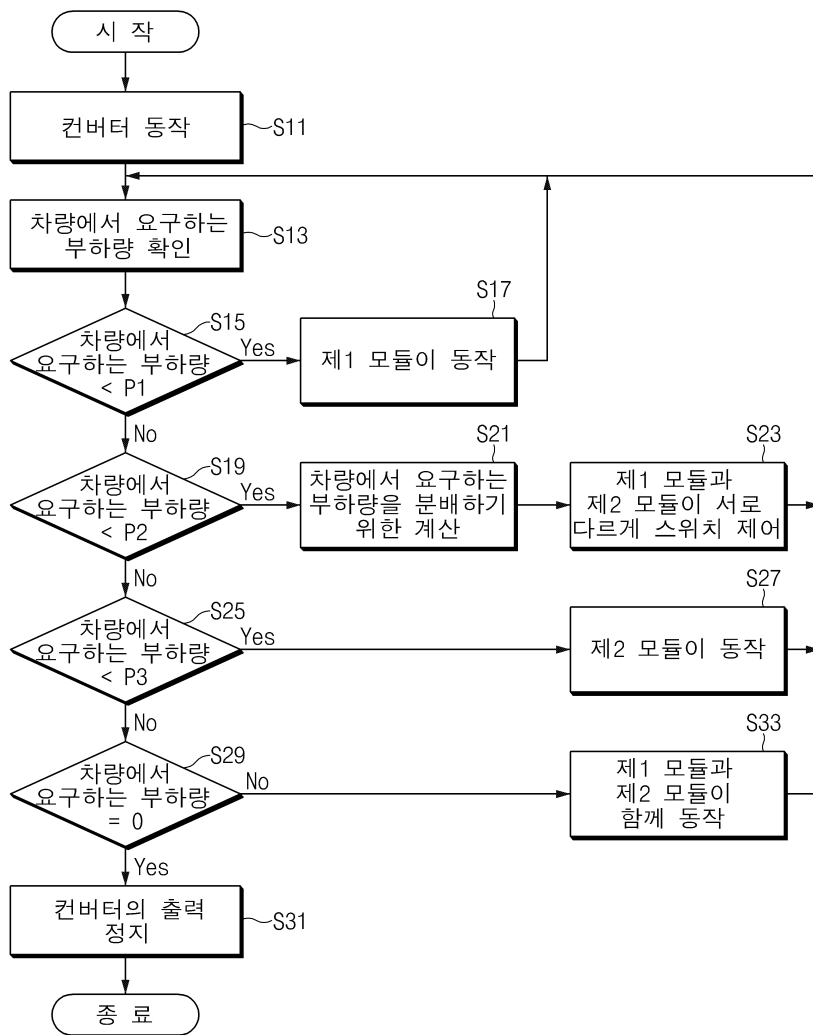 시 작
컨버터 동작
S11
차량에서 요구하는
부하량 확인
S13
차량에서
요구하는 부하량
< P1
S15
Yes
제1 모듈이 동작
S17
No
차량에서
요구하는 부하량
< P2
S19
Yes
차량에서 요구하는
부하량을 분배하기
위한 계산
S21
제1 모듈과
제2 모듈이 서로
다르게 스위치 제어
S23
No
차량에서
요구하는 부하량
< P3
S25
Yes
제2 모듈이 동작
S27
No
차량에서
요구하는 부하량
= 0
S29
No
제1 모듈과
제2 모듈이
함께 동작
S33
Yes
컨버터의 출력
정지
S31
종 료